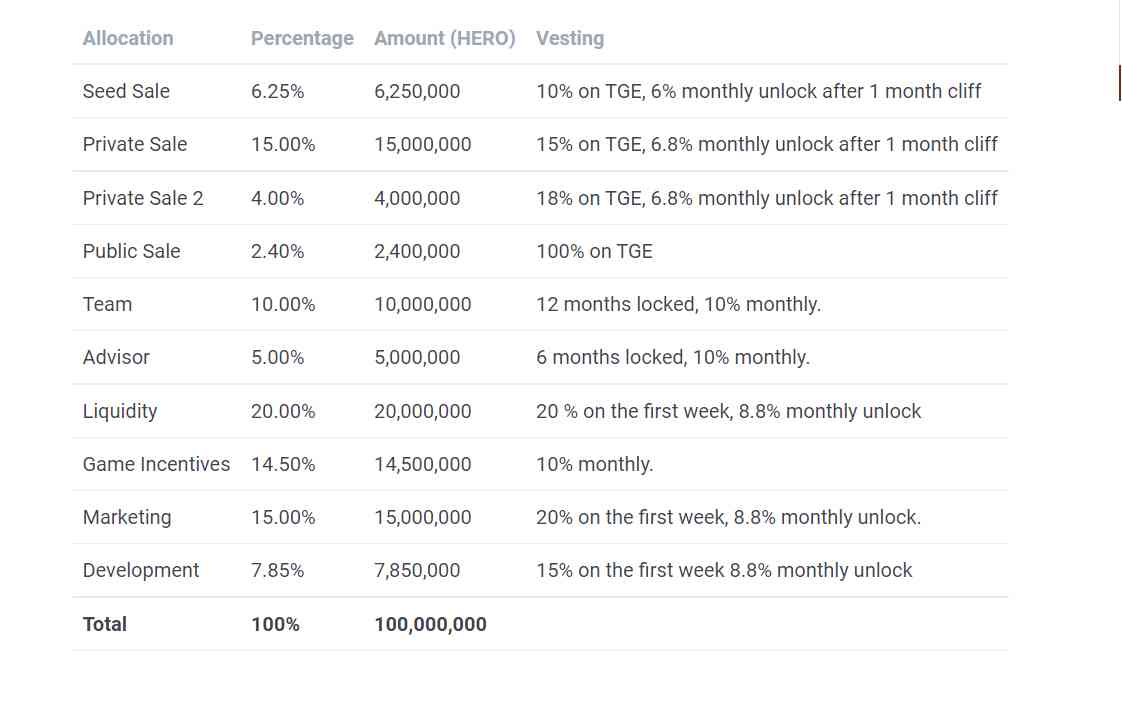 Allocation Percentage Amount (HERO) Vesting
Seed Sale 6.25% 6,250,000 10% on TGE, 6% monthly unlock after 1 month cliff
Private Sale 15.00% 15,000,000 15% on TGE, 6.8% monthly unlock after 1 month cliff
Private Sale 2 4.00% 4,000,000 18% on TGE, 6.8% monthly unlock after 1 month cliff
Public Sale 2.40% 2,400,000 100% on TGE
Team 10.00% 10,000,000 12 months locked, 10% monthly.
Advisor 5.00% 5,000,000 6 months locked, 10% monthly.
Liquidity 20.00% 20,000,000 20 % on the first week, 8.8% monthly unlock
Game Incentives 14.50% 14,500,000 10% monthly.
Marketing 15.00% 15,000,000 20% on the first week, 8.8% monthly unlock.
Development 7.85% 7,850,000 15% on the first week 8.8% monthly unlock
Total 100% 100,000,000